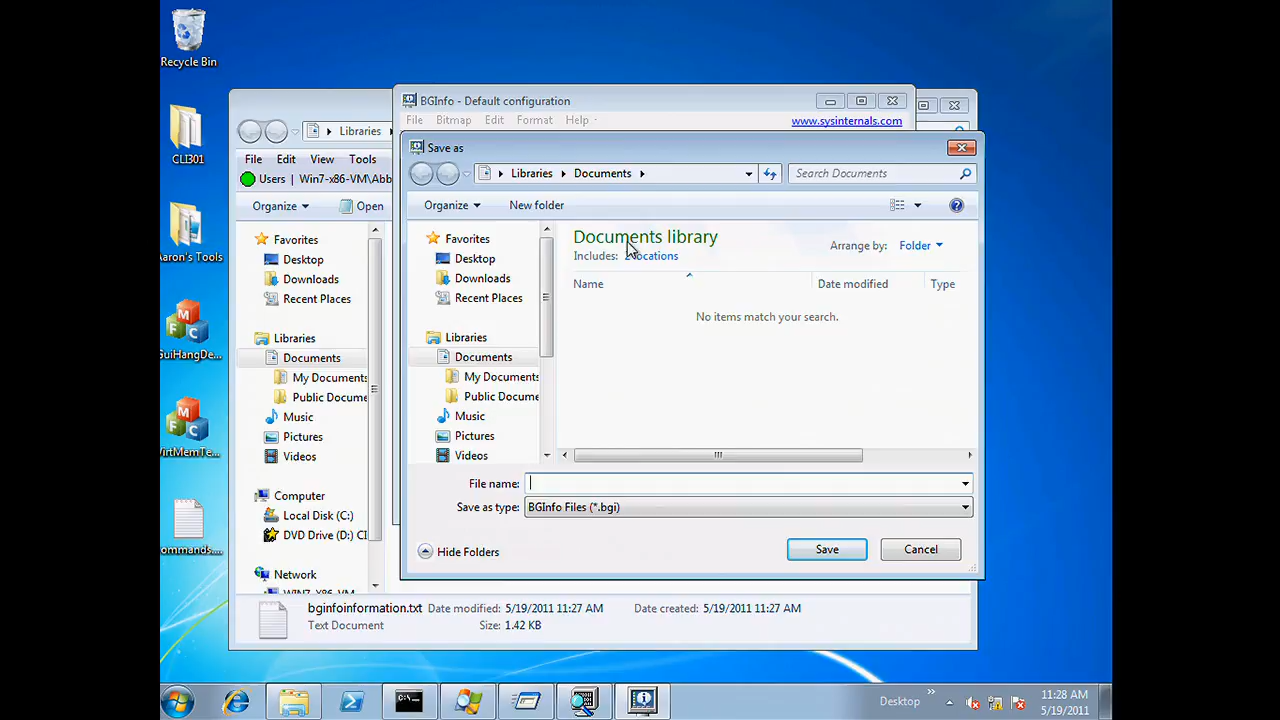 Recycle Bin
CLI301
Aaron's Tools
GuiHangDe...
VirtMemTe...
ommands....
BGInfo - Default configuration
File Bitmap Edit Format Help
www.sysinternals.com
Libraries
File Edit View Tools
Users | Win7-x86-VM\Abb
Organize Open
Favorites
Desktop
Downloads
Recent Places
Libraries
Documents
My Documents
Public Docume
Music
Pictures
Videos
Computer
Local Disk (C:)
DVD Drive (D:) CI
Network
WIN7-X86-VM
Save as
Libraries Documents
Search Documents
Organize New folder
Favorites
Desktop
Downloads
Recent Places
Libraries
Documents
My Documents
Public Docume
Music
Pictures
Videos
Documents library
Includes: locations
Arrange by: Folder
Name Date modified Type
No items match your search.
File name:
Save as type: BGInfo Files (*.bgi)
Hide Folders
Save Cancel
bginfoinformation.txt Date modified: 5/19/2011 11:27 AM Date created: 5/19/2011 11:27 AM
Text Document Size: 1.42 KB
Desktop
11:28 AM
5/19/2011